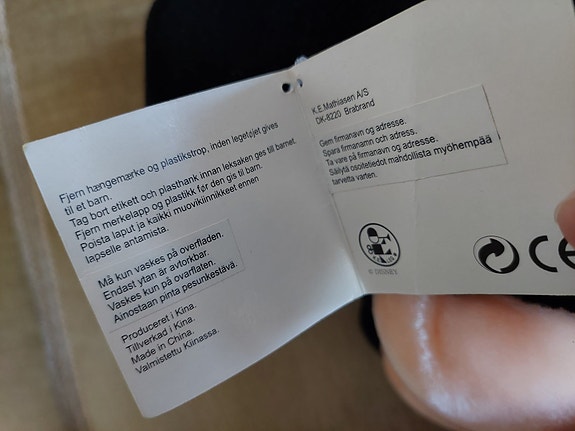 Fjern hængemærke og plastikstrop, inden legetøjet gives
til et barn.
Tag bort etikett och plasthank innan leksaken ges till barnet.
Fjern merkelapp og plastikk før den gis til barn.
Poista laput ja kaikki muovikiinnikkeet ennen
lapselle antamista.
Må kun vaskes på overfladen.
Endast ytan är avtorkbar.
Vaskes kun på overflaten.
Ainostaan pinta pesunkestävä.
Produceret i Kina.
Tillverkad i Kina.
Made in China.
Valmistettu Kiinassa.
K.E.Mathiasen A/S
DK-8220 Brabrand
Gem firmanavn og adresse.
Spara firmanamn och adress.
Ta vare på firmanavn og adresse.
Säilytä osoitetiedot mahdollista myöhempää
tarvetta varten.
© DISNEY
CE